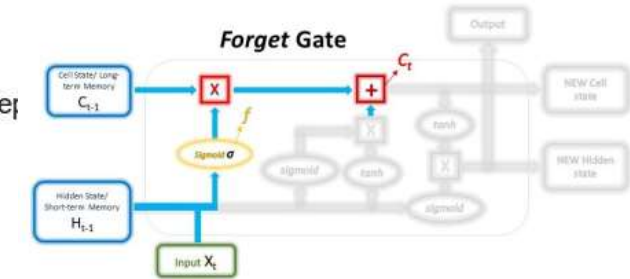 Forget Gate
Output
Cell State/ Long-
term Memory
Ct-1
X
+
Ct
NEW Cell
state
ep
f
tanh
X
Sigmoid σ
sigmoid
tanh
X
NEW Hidden
state
Hidden State/
Short-term Memory
Ht-1
sigmoid
Input Xt